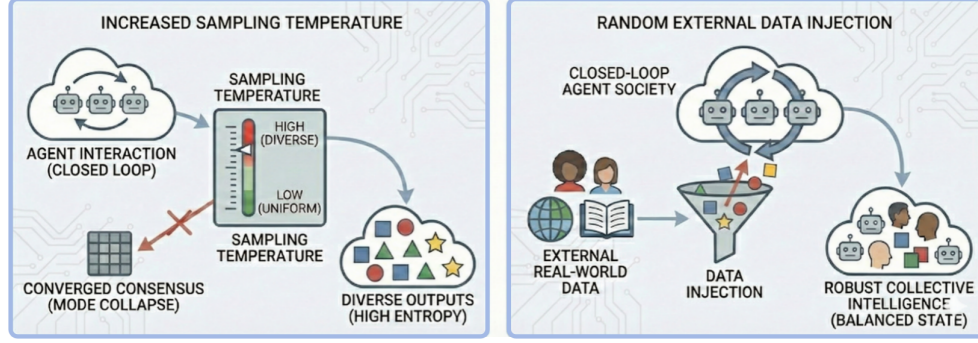 INCREASED SAMPLING TEMPERATURE
AGENT INTERACTION
(CLOSED LOOP)
SAMPLING
TEMPERATURE
HIGH
(DIVERSE)
LOW
(UNIFORM)
SAMPLING
TEMPERATURE
CONVERGED CONSENSUS
(MODE COLLAPSE)
DIVERSE OUTPUTS
(HIGH ENTROPY)
RANDOM EXTERNAL DATA INJECTION
CLOSED-LOOP
AGENT SOCIETY
EXTERNAL
REAL-WORLD
DATA
DATA
INJECTION
ROBUST COLLECTIVE
INTELLIGENCE
(BALANCED STATE)